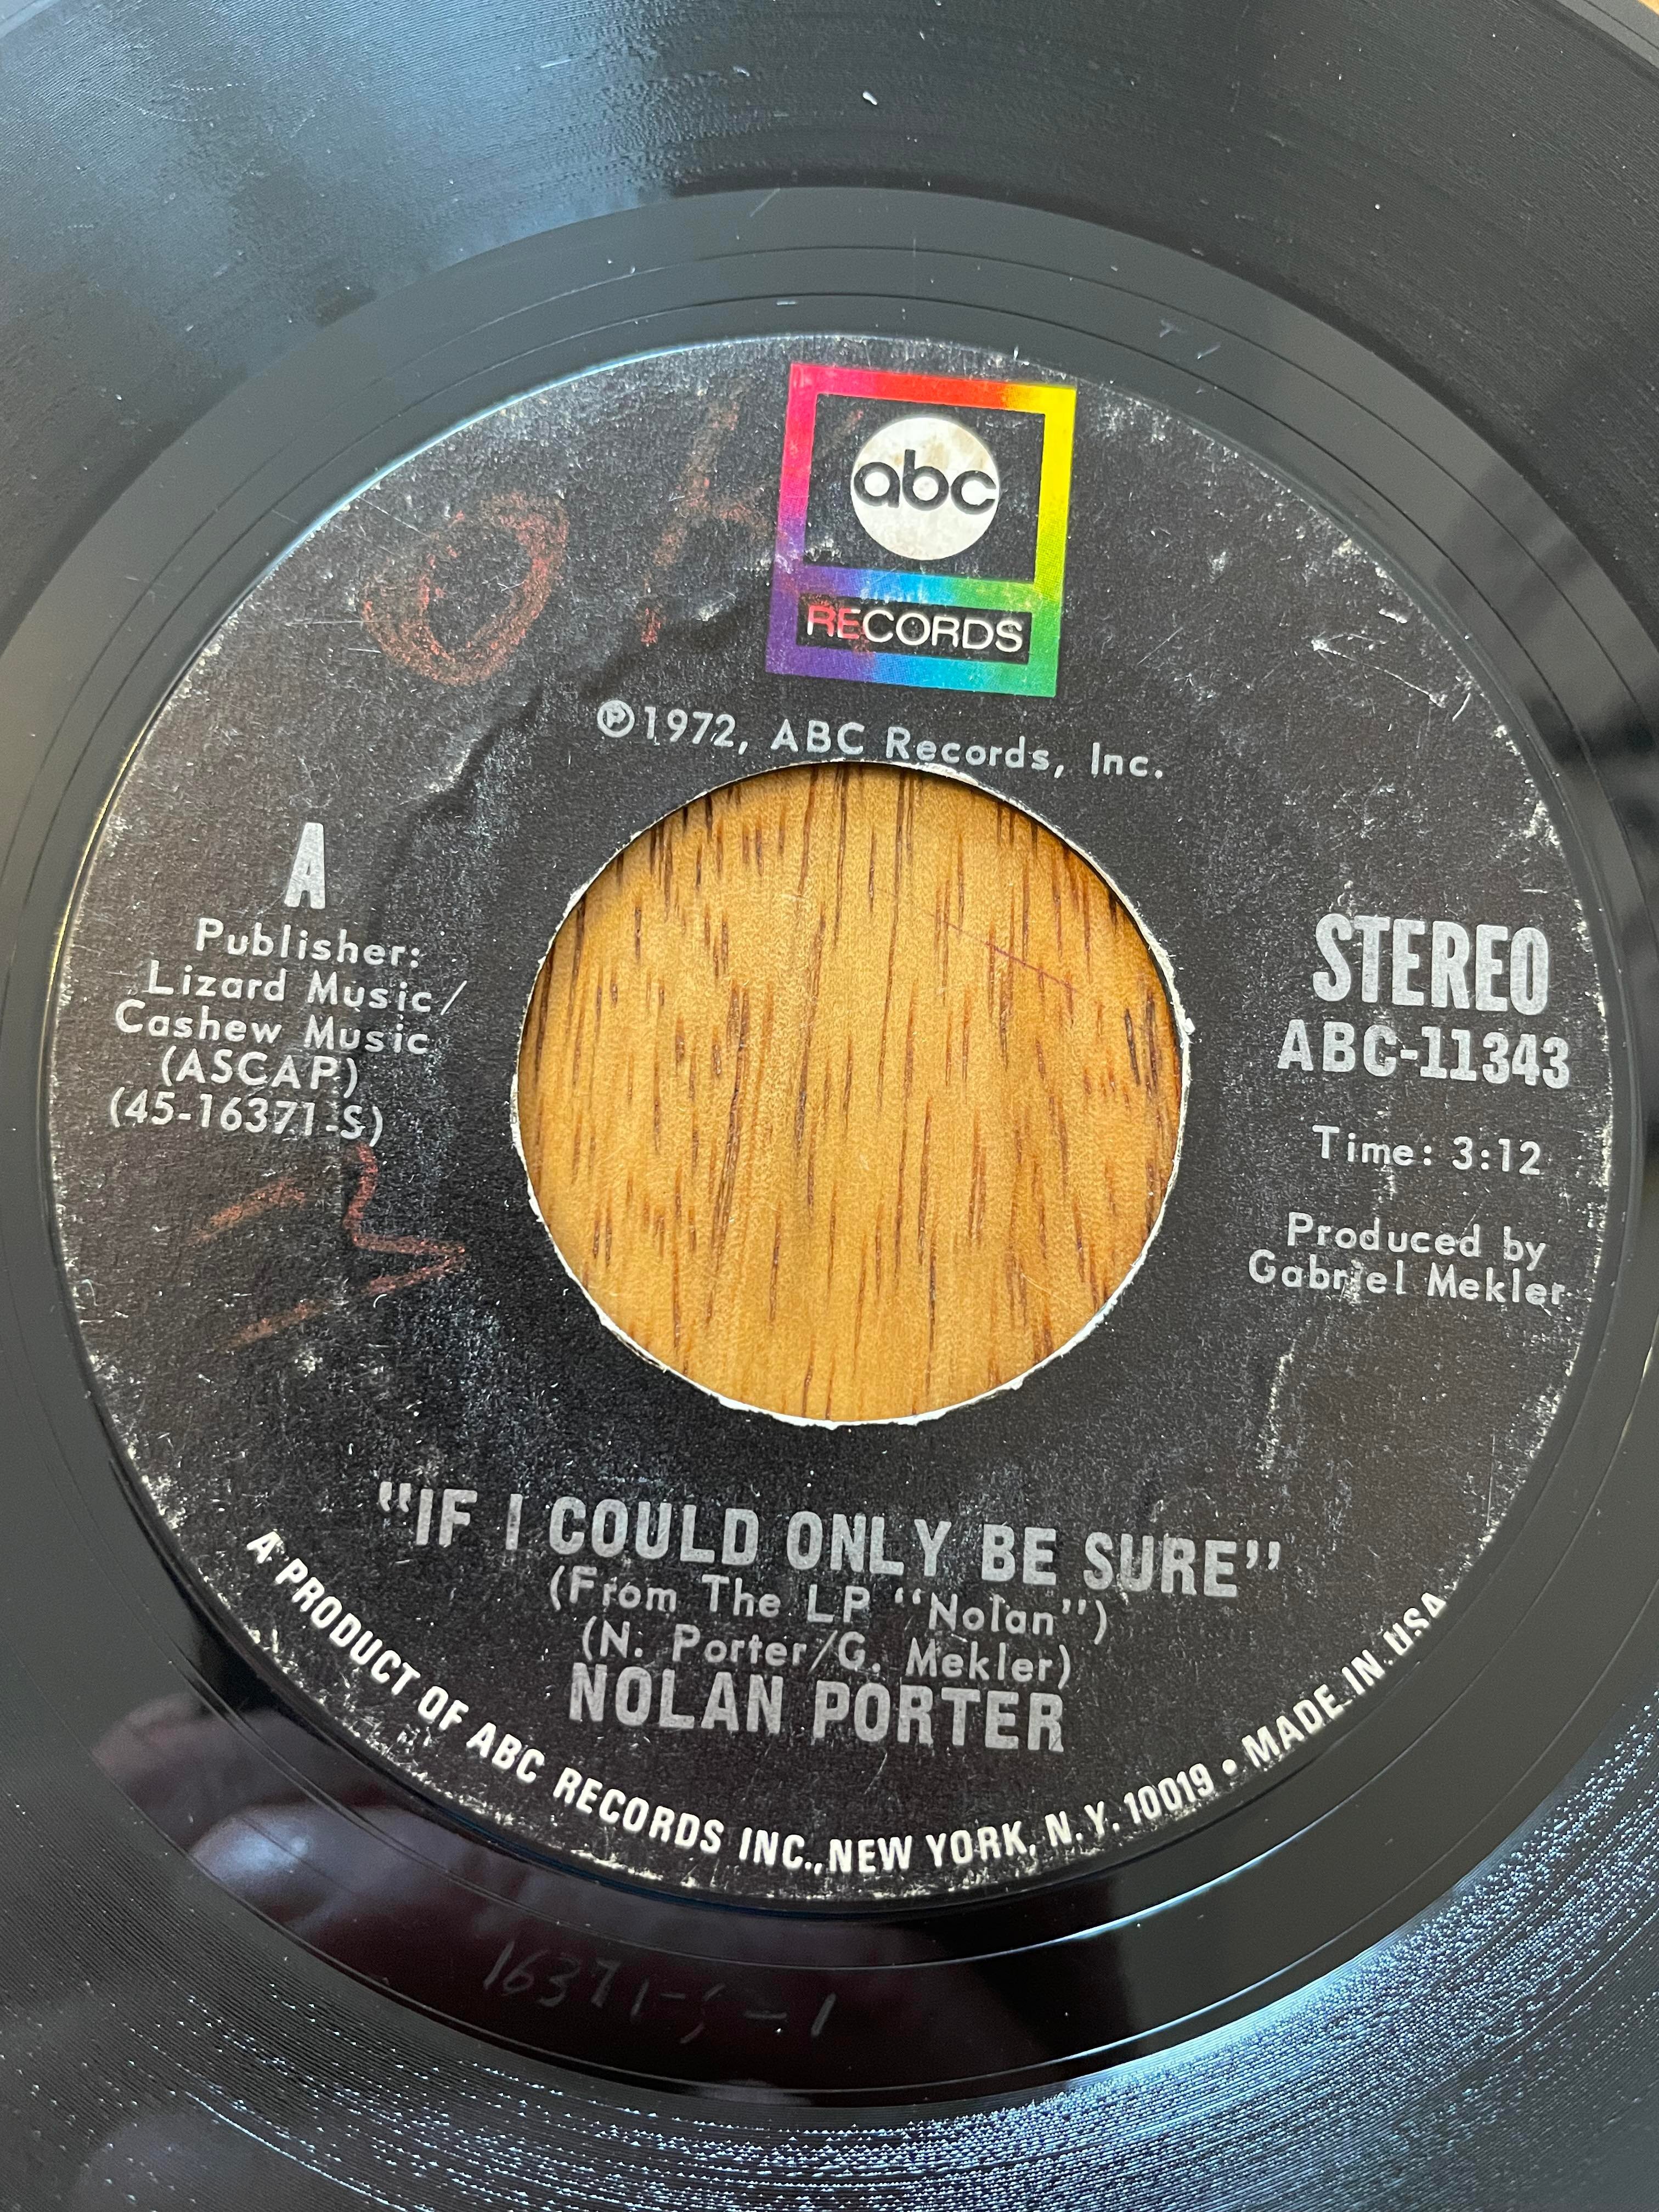 abc
RECORDS
℗1972, ABC Records, Inc.
A
Publisher:
Lizard Music/
Cashew Music
(ASCAP)
(45-16371-S)
STEREO
ABC-11343
Time: 3:12
Produced by
Gabriel Mekler
"IF I COULD ONLY BE SURE"
(From The LP "Nolan")
(N. Porter/G. Mekler)
NOLAN PORTER
A PRODUCT OF ABC RECORDS INC., NEW YORK, N.Y. 10019 • MADE IN USA
16371-S-1